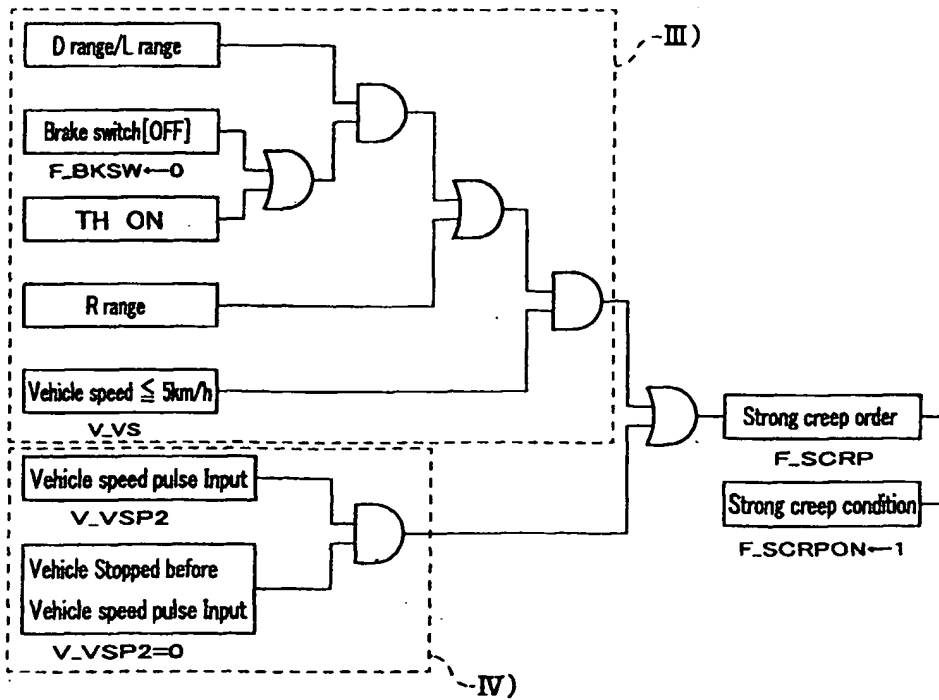 D range/L range
Brake switch[OFF]
F_BKSW←0
TH ON
R range
Vehicle speed ≦ 5km/h
V_VS
III)
Vehicle speed pulse Input
V_VSP2
Vehicle Stopped before
Vehicle speed pulse Input
V_VSP2=0
IV)
Strong creep order
F_SCRP
Strong creep condition
F_SCRPON←1